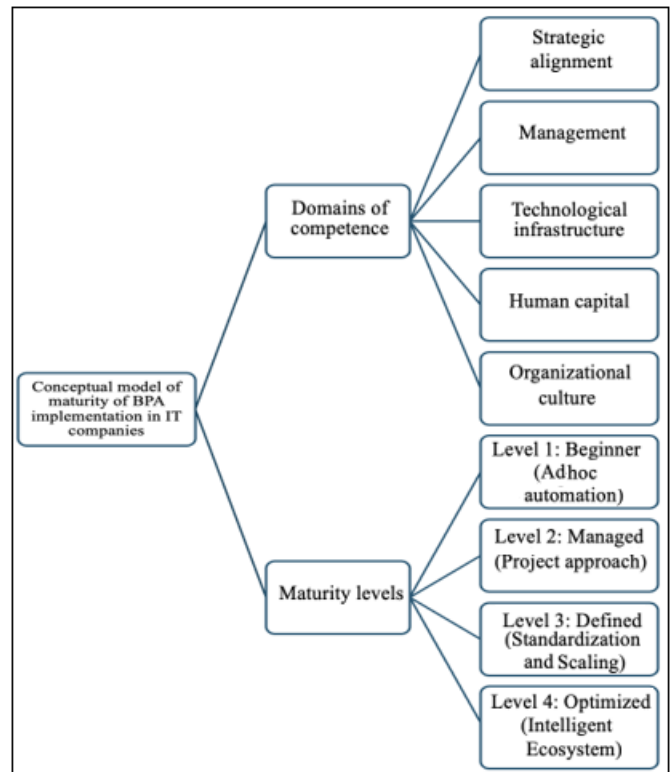 Strategic
alignment
Management
Domains of
competence
Technological
infrastructure
Human capital
Organizational
culture
Conceptual model of
maturity of BPA
implementation in IT
companies
Level 1: Beginner
(Ad hoc
automation)
Level 2: Managed
(Project approach)
Maturity levels
Level 3: Defined
(Standardization
and Scaling)
Level 4: Optimized
(Intelligent
Ecosystem)